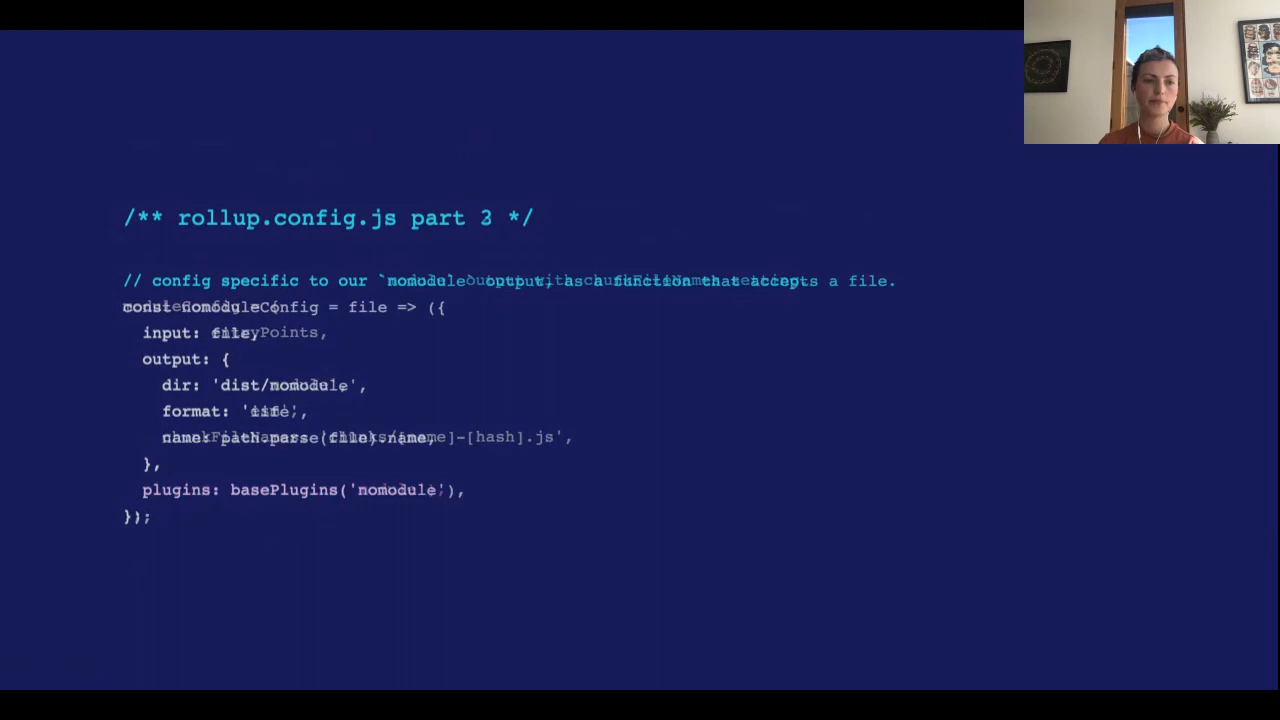 /** rollup.config.js part 3 */
// config specific to our `nomodule` output, as a function that accepts a file.
const nomoduleConfig = file => ({
input: file,
output: {
dir: 'dist/nomodule',
format: 'iife',
name: path.parse(file).name,
},
plugins: basePlugins('nomodule'),
});